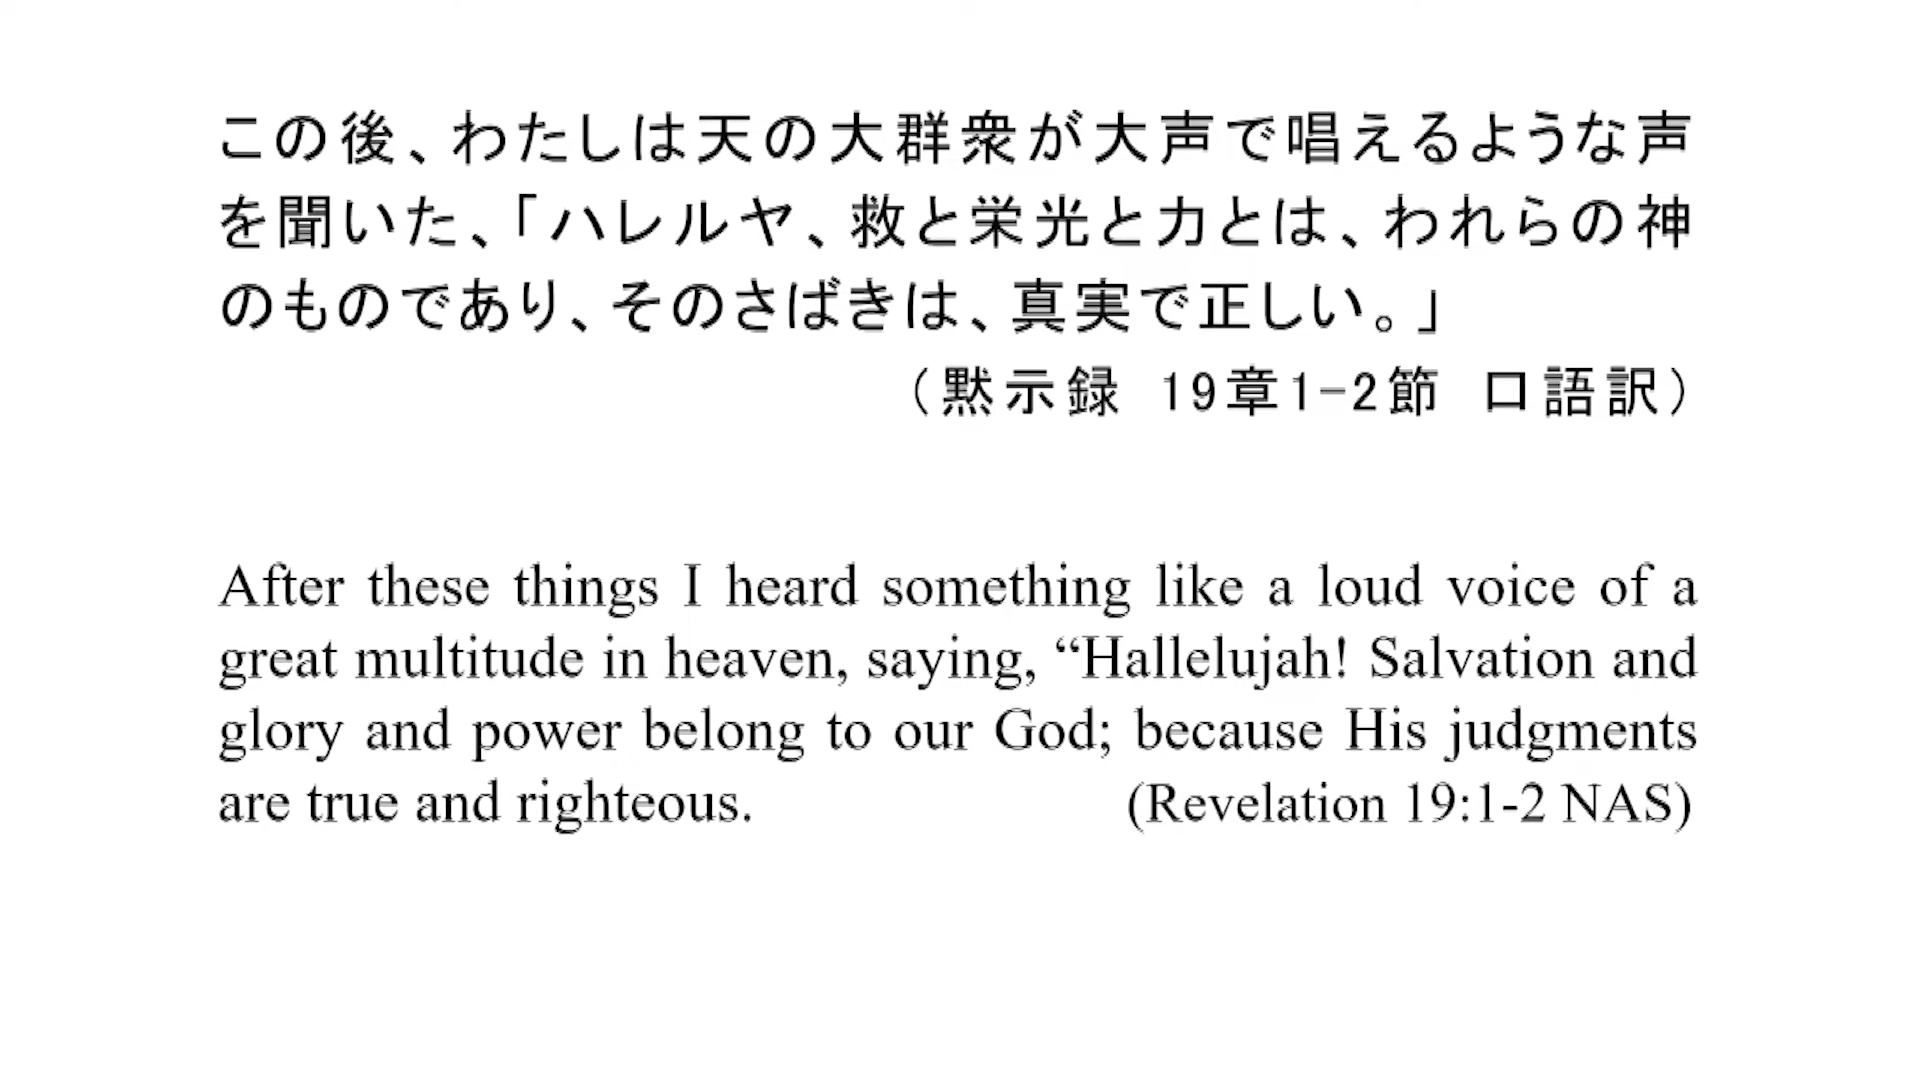 この後、わたしは天の大群衆が大声で唱えるような声
を聞いた、「ハレルヤ、救と栄光と力とは、われらの神
のものであり、そのさばきは、真実で正しい。」
（黙示録　19章1-2節　口語訳）
After these things I heard something like a loud voice of a
great multitude in heaven, saying, “Hallelujah! Salvation and
glory and power belong to our God; because His judgments
are true and righteous. (Revelation 19:1-2 NAS)